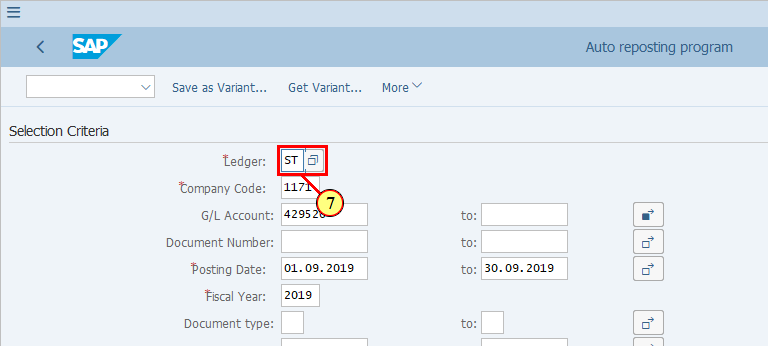 SAP Auto reposting program
Save as Variant... Get Variant... More
Selection Criteria
*Ledger: ST
7
*Company Code: 1171
G/L Account: to:
Document Number: to:
*Posting Date: 01.09.2019 to: 30.09.2019
*Fiscal Year: 2019
Document type: to: